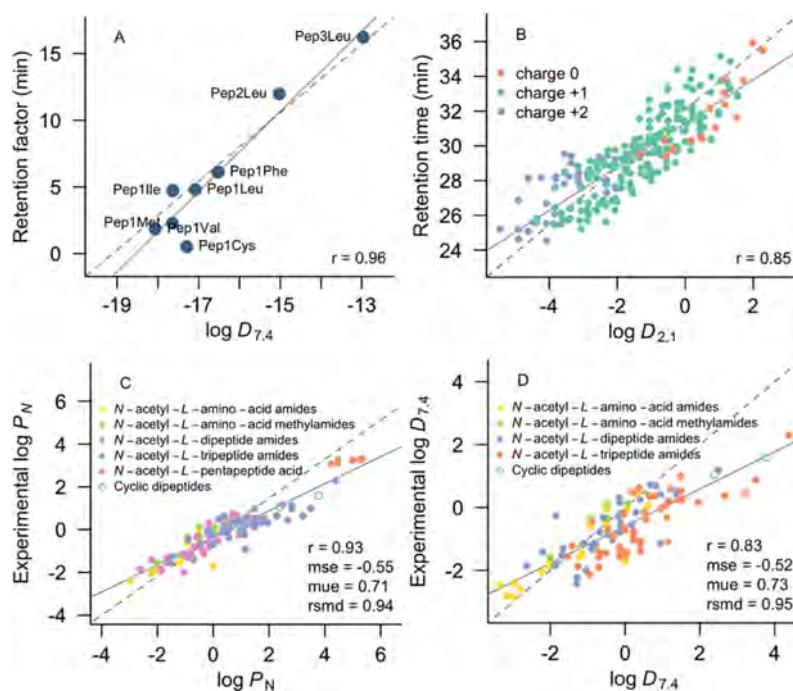 A
Retention factor (min)
15
10
5
0
Pep3Leu
Pep2Leu
Pep1Phe
Pep1Ile
Pep1Leu
Pep1Met
Pep1Val
Pep1Cys
r = 0.96
-19
-17
-15
-13
log D7.4
B
Retention time (min)
36
34
32
30
28
26
24
charge 0
charge +1
charge +2
r = 0.85
-4
-2
0
2
4
log D2.1
C
Experimental log PN
6
4
2
0
-2
-4
N-acetyl-L-amino-acid amides
N-acetyl-L-amino-acid methylamides
N-acetyl-L-dipeptide amides
N-acetyl-L-tripeptide amides
N-acetyl-L-pentapeptide acid
Cyclic dipeptides
r = 0.93
mse = -0.55
mue = 0.71
rsmd = 0.94
-4
-2
0
2
4
6
log PN
D
Experimental log D7.4
4
2
0
-2
N-acetyl-L-amino-acid amides
N-acetyl-L-amino-acid methylamides
N-acetyl-L-dipeptide amides
N-acetyl-L-tripeptide amides
Cyclic dipeptides
r = 0.83
mse = -0.52
mue = 0.73
rsmd = 0.95
-2
0
2
4
log D7.4